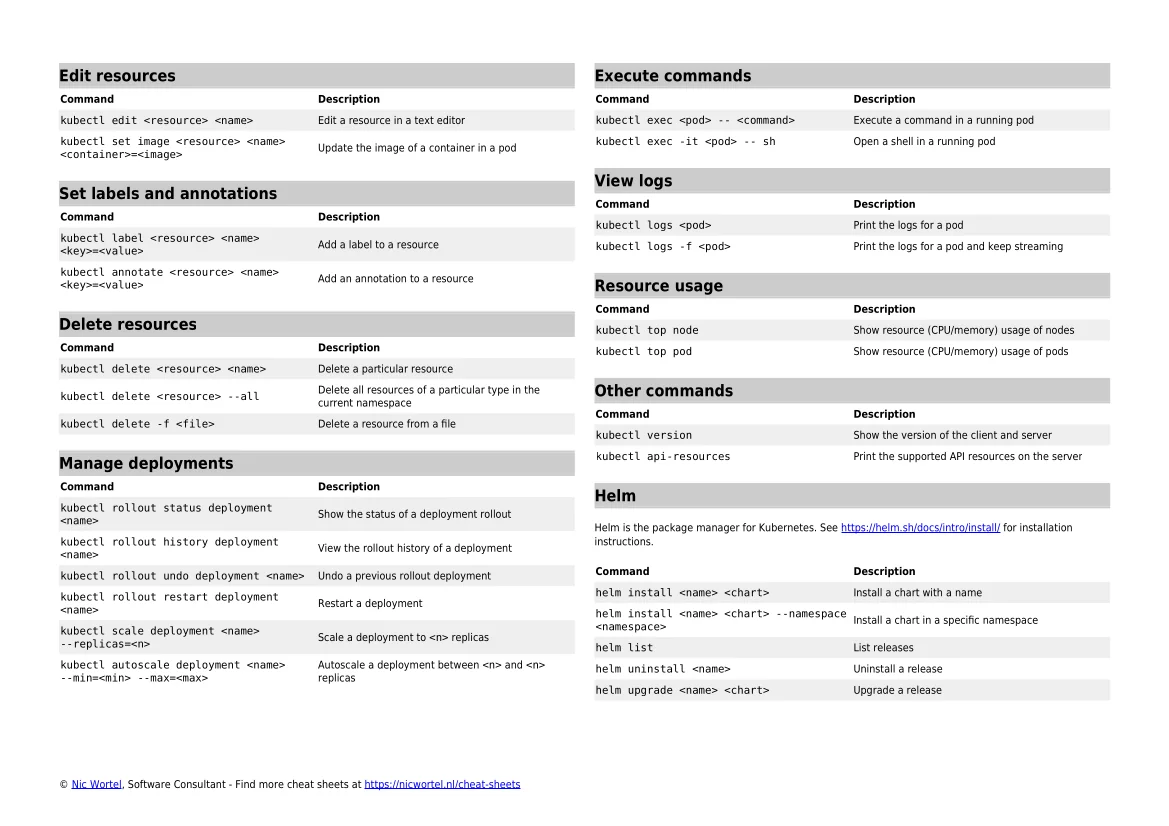 Edit resources
Command Description
kubectl edit <resource> <name> Edit a resource in a text editor
kubectl set image <resource> <name>
<container>=<image> Update the image of a container in a pod
Set labels and annotations
Command Description
kubectl label <resource> <name>
<key>=<value> Add a label to a resource
kubectl annotate <resource> <name>
<key>=<value> Add an annotation to a resource
Delete resources
Command Description
kubectl delete <resource> <name> Delete a particular resource
kubectl delete <resource> --all Delete all resources of a particular type in the
current namespace
kubectl delete -f <file> Delete a resource from a file
Manage deployments
Command Description
kubectl rollout status deployment
<name> Show the status of a deployment rollout
kubectl rollout history deployment
<name> View the rollout history of a deployment
kubectl rollout undo deployment <name> Undo a previous rollout deployment
kubectl rollout restart deployment
<name> Restart a deployment
kubectl scale deployment <name>
--replicas=<n> Scale a deployment to <n> replicas
kubectl autoscale deployment <name> Autoscale a deployment between <n> and <n>
--min=<min> --max=<max> replicas
Execute commands
Command Description
kubectl exec <pod> -- <command> Execute a command in a running pod
kubectl exec -it <pod> -- sh Open a shell in a running pod
View logs
Command Description
kubectl logs <pod> Print the logs for a pod
kubectl logs -f <pod> Print the logs for a pod and keep streaming
Resource usage
Command Description
kubectl top node Show resource (CPU/memory) usage of nodes
kubectl top pod Show resource (CPU/memory) usage of pods
Other commands
Command Description
kubectl version Show the version of the client and server
kubectl api-resources Print the supported API resources on the server
Helm
Helm is the package manager for Kubernetes. See https://helm.sh/docs/intro/install/ for installation
instructions.
Command Description
helm install <name> <chart> Install a chart with a name
helm install <name> <chart> --namespace
<namespace> Install a chart in a specific namespace
helm list List releases
helm uninstall <name> Uninstall a release
helm upgrade <name> <chart> Upgrade a release
© Nic Wortel, Software Consultant - Find more cheat sheets at https://nicwortel.nl/cheat-sheets